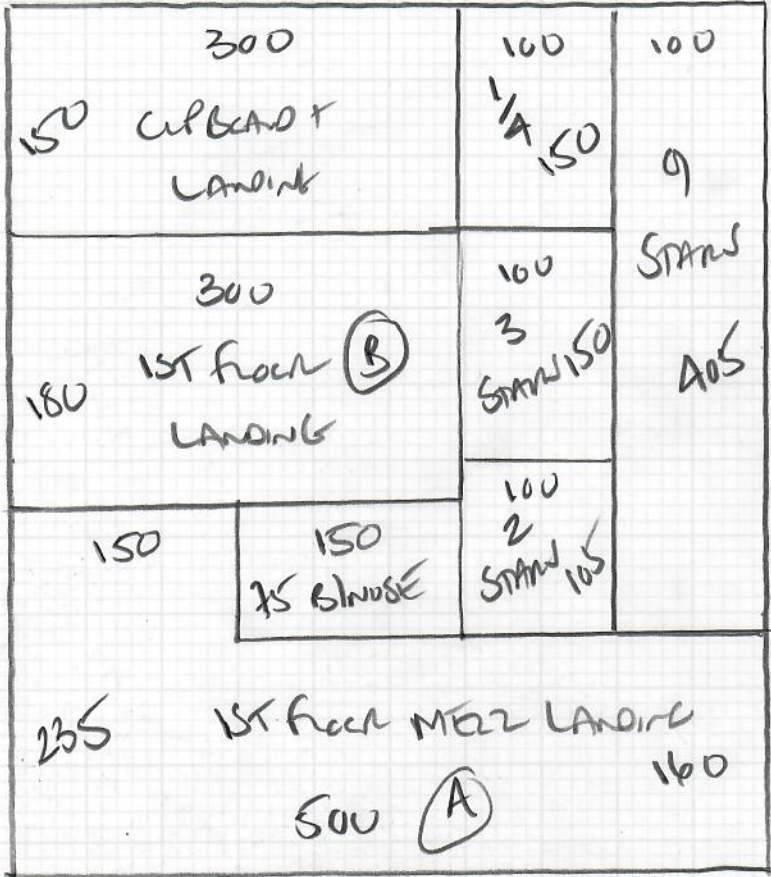 300
150 CUPBOARD +
LANDING
100
1/4
150
100
9
STAIRS
405
300
180 1ST FLOOR B
LANDING
100
3
STAIRS 150
100
2
STAIRS 105
150
150
75 B/NOSE
235 1ST FLOOR MEZZ LANDING
160
500 A